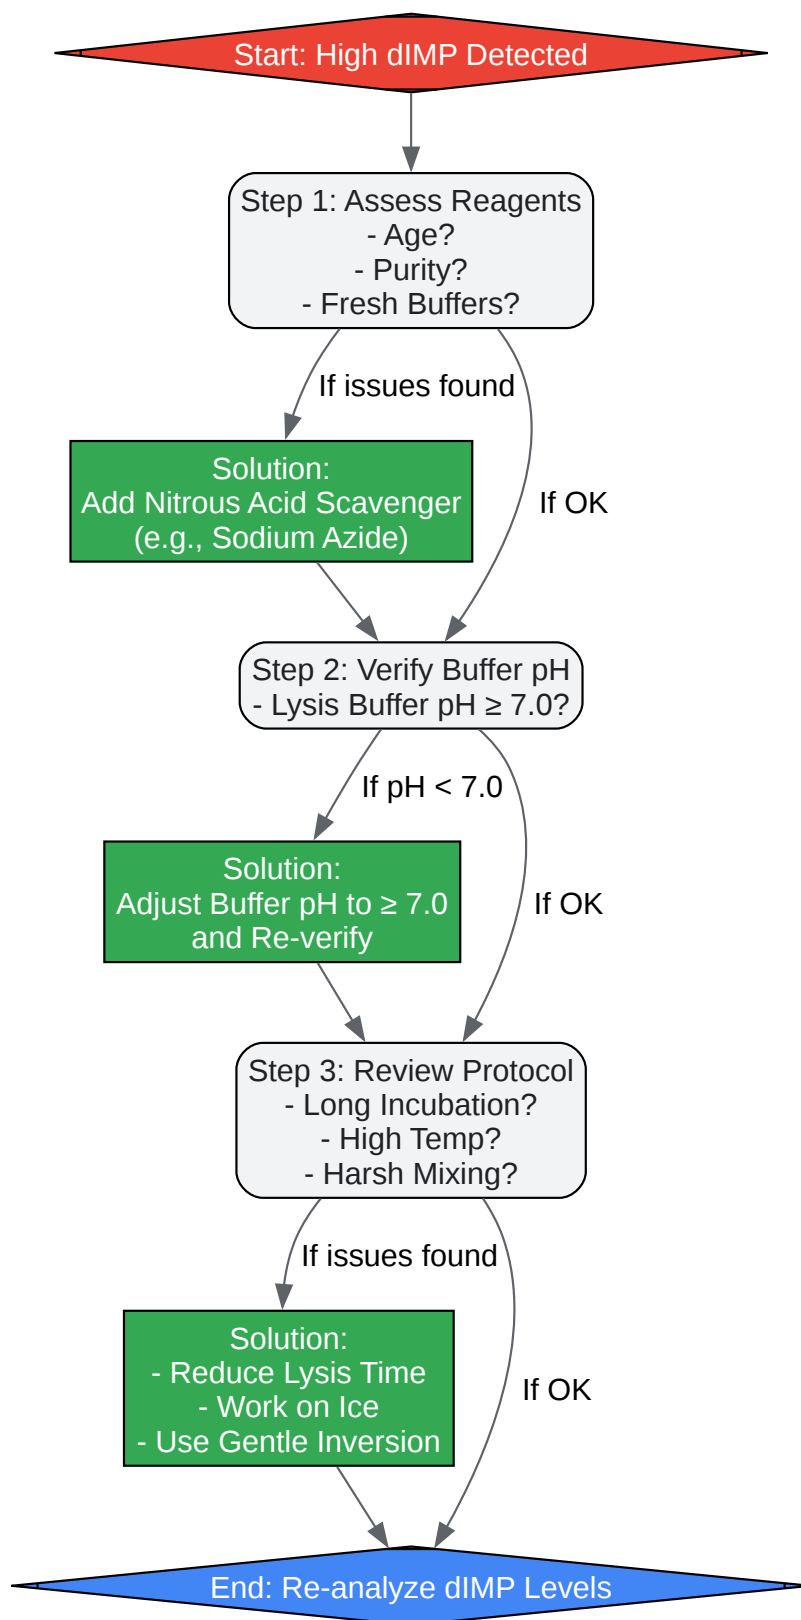 Start: High dIMP Detected
Step 1: Assess Reagents
- Age?
- Purity?
- Fresh Buffers?
If issues found
Solution:
Add Nitrous Acid Scavenger
(e.g., Sodium Azide)
If OK
Step 2: Verify Buffer pH
- Lysis Buffer pH ≥ 7.0?
If pH < 7.0
Solution:
Adjust Buffer pH to ≥ 7.0
and Re-verify
If OK
Step 3: Review Protocol
- Long Incubation?
- High Temp?
- Harsh Mixing?
If issues found
Solution:
- Reduce Lysis Time
- Work on Ice
- Use Gentle Inversion
If OK
End: Re-analyze dIMP Levels